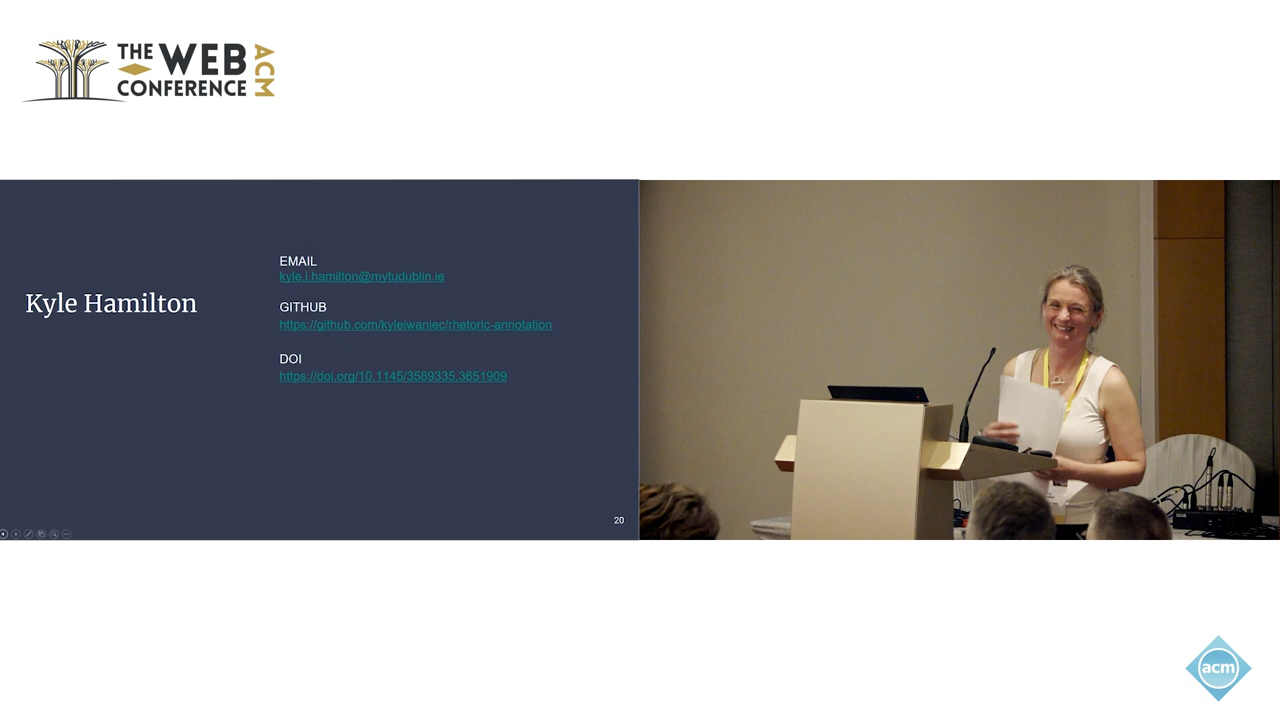 THE WEB CONFERENCE ACM
Kyle Hamilton
EMAIL
kyle.i.hamilton@mytudublin.ie
GITHUB
https://github.com/kyleiwaniec/rhetoric-annotation
DOI
https://doi.org/10.1145/3589335.3651909
20
acm